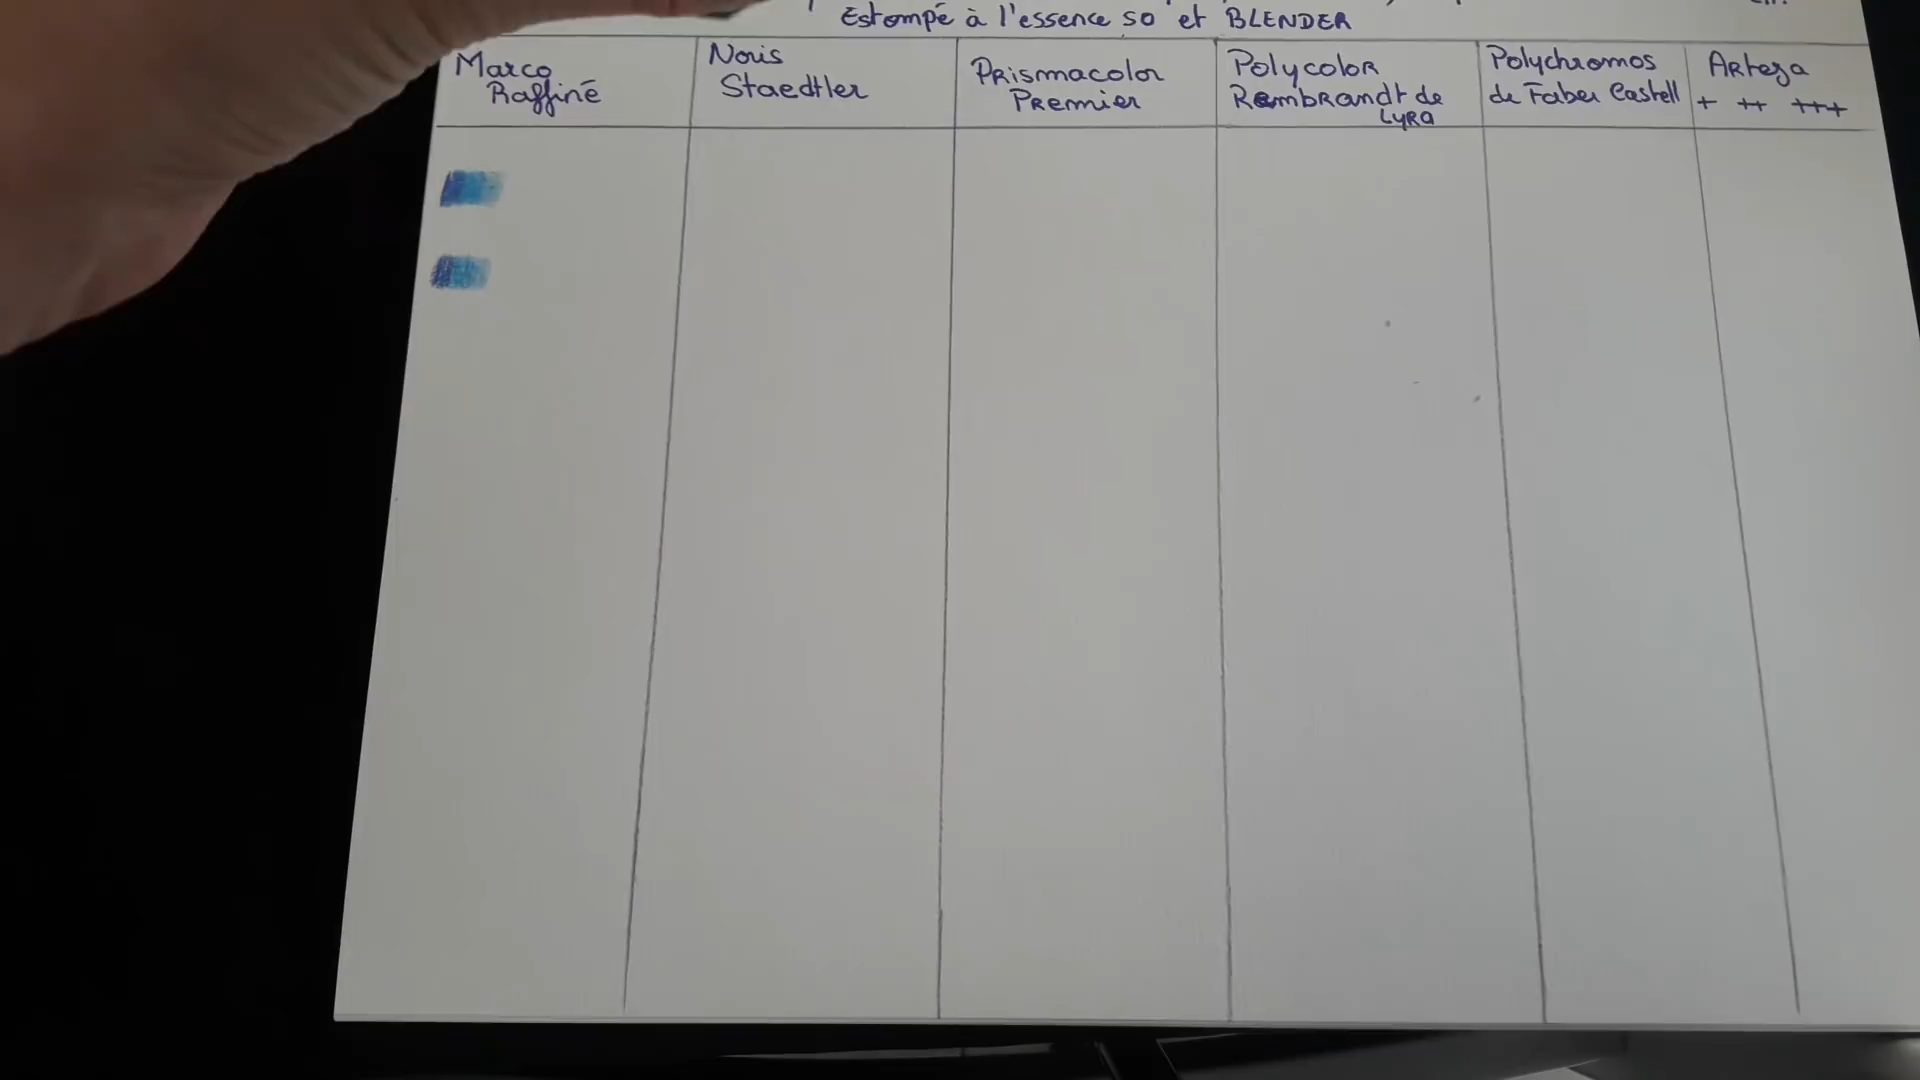 Estompé à l'essence SO et BLENDER
Marco
Raffiné
Noris
Staedtler
Prismacolor
Premier
Polycolor
Rembrandt de
LYRA
Polychromos
de Faber Castell
Arteza
+ ++ +++